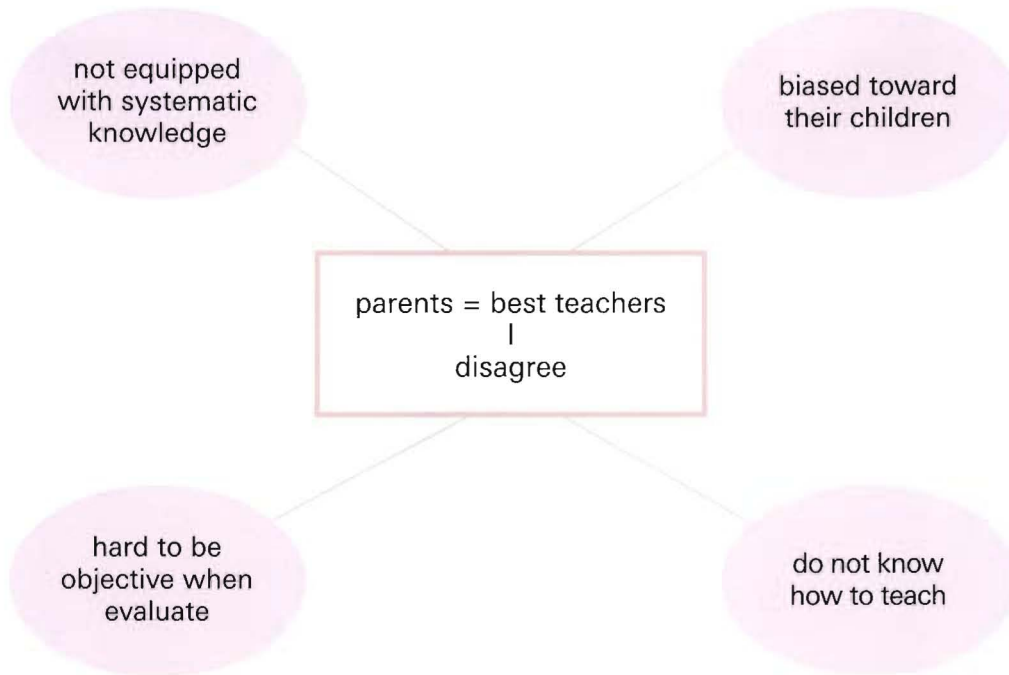 not equipped
with systematic
knowledge
biased toward
their children
parents = best teachers
|
disagree
hard to be
objective when
evaluate
do not know
how to teach